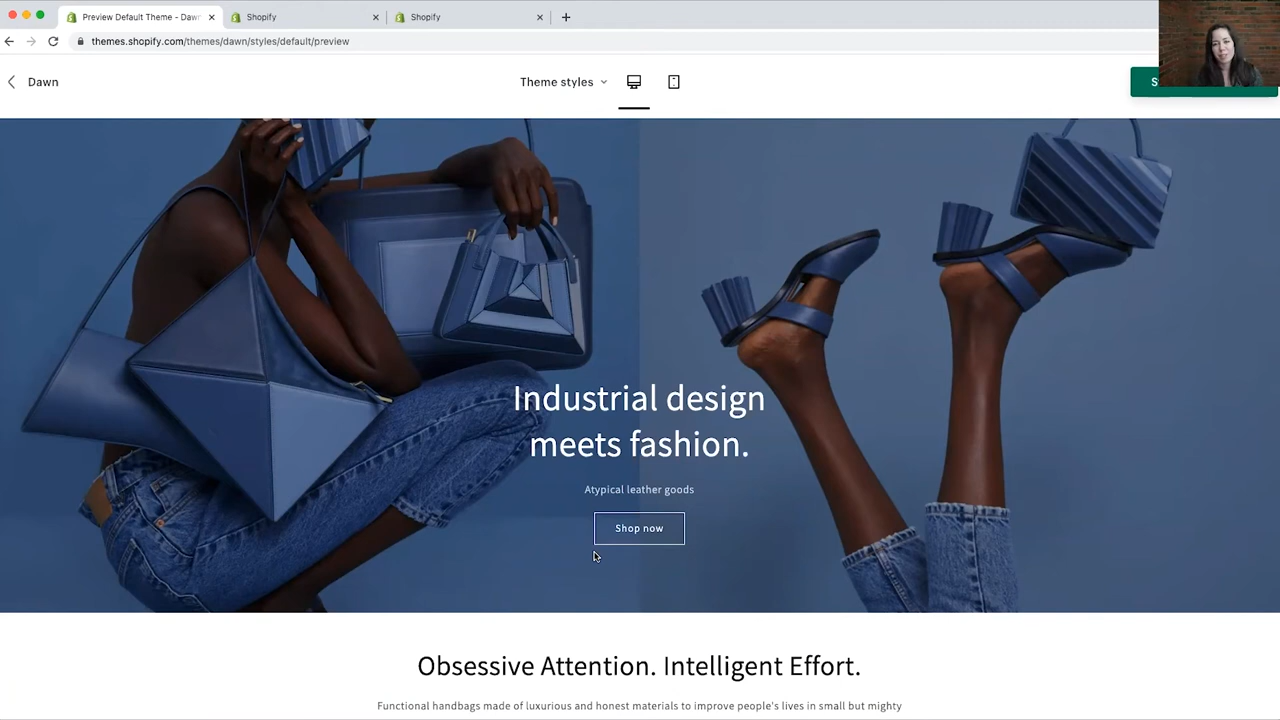 Preview Default Theme - Dawn
Shopify
Shopify
themes.shopify.com/themes/dawn/styles/default/preview
Dawn
Theme styles
Industrial design
meets fashion.
Atypical leather goods
Shop now
Obsessive Attention. Intelligent Effort.
Functional handbags made of luxurious and honest materials to improve people's lives in small but mighty